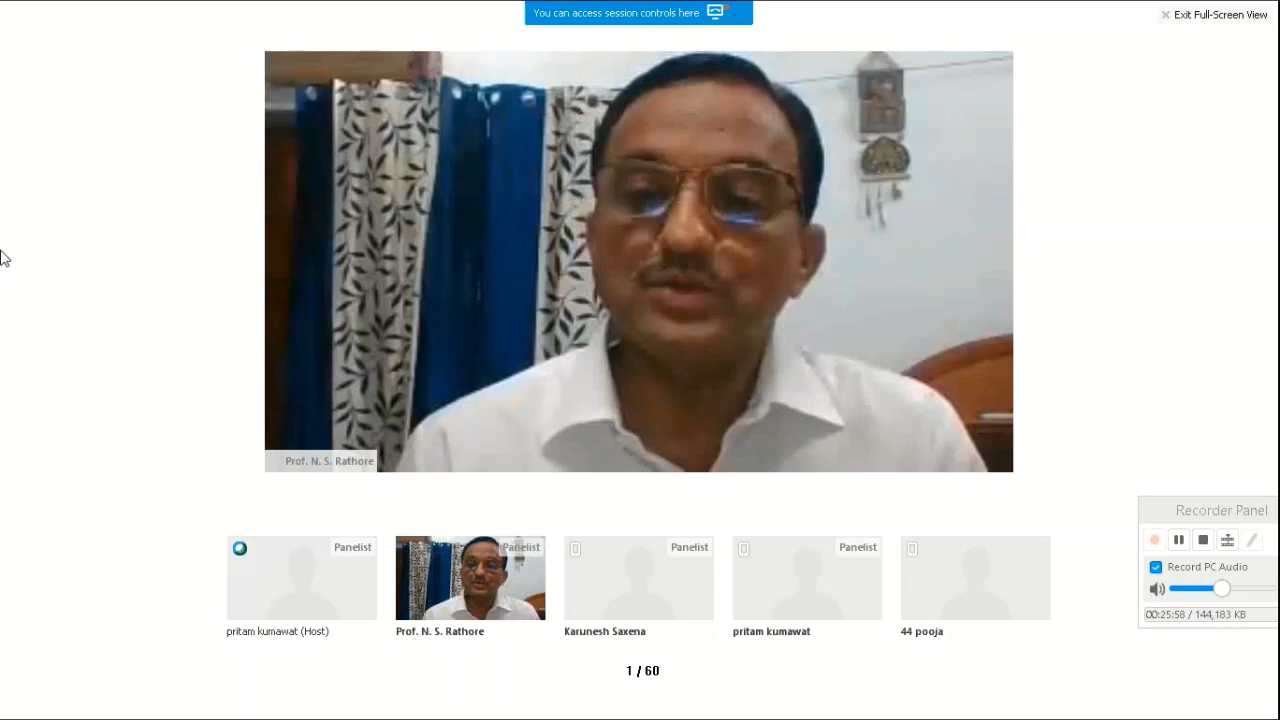 You can access session controls here
Exit Full-Screen View
Prof. N. S. Rathore
Recorder Panel
Record PC Audio
00:25:58 / 144,183 KB
Panelist
Panelist
Panelist
Panelist
pritam kumawat (Host)
Prof. N. S. Rathore
Karunesh Saxena
pritam kumawat
44 pooja
1 / 60